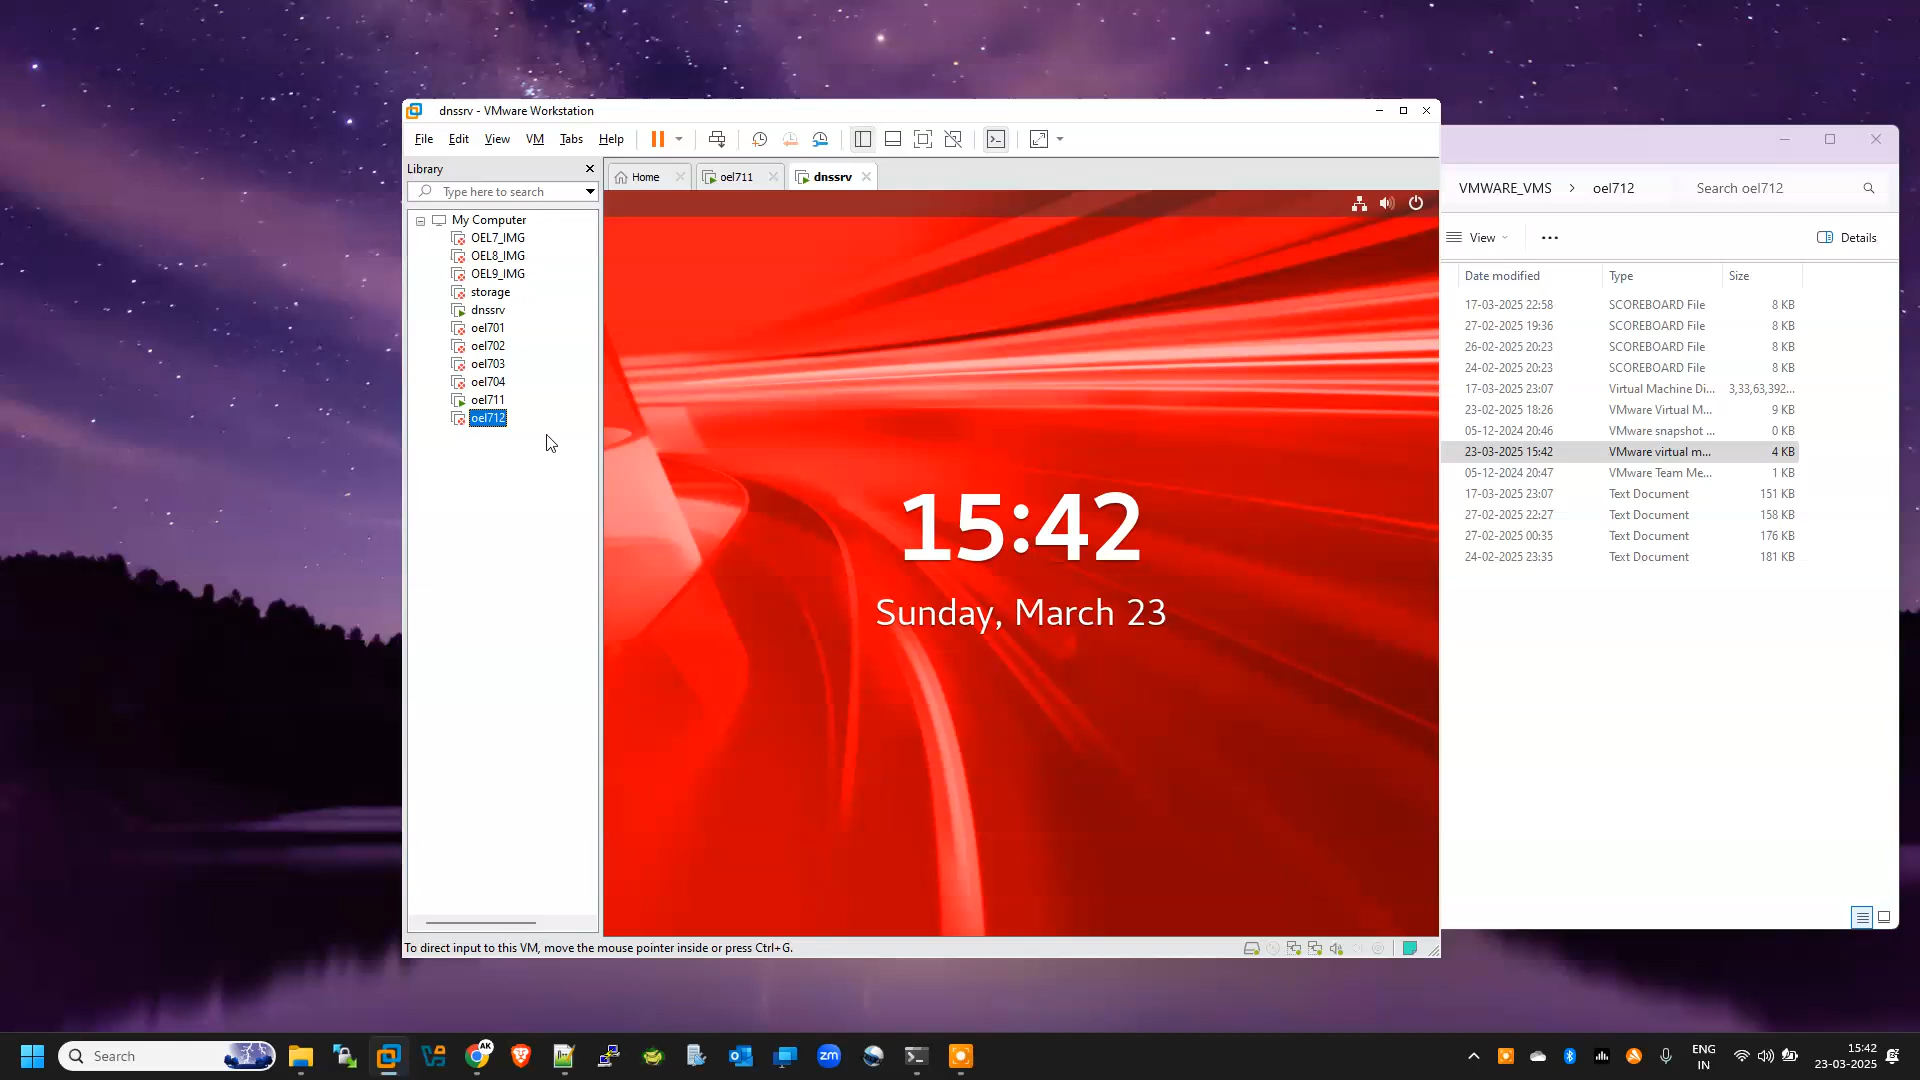 dnssrv - VMware Workstation
File Edit View VM Tabs Help
Library
Type here to search
My Computer
OEL7_IMG
OEL8_IMG
OEL9_IMG
storage
dnssrv
oel701
oel702
oel703
oel704
oel711
oel712
Home oel711 dnssrv
15:42
Sunday, March 23
To direct input to this VM, move the mouse pointer inside or press Ctrl+G.
VMWARE_VMS > oel712 Search oel712
View ... Details
Date modified Type Size
17-03-2025 22:58 SCOREBOARD File 8 KB
27-02-2025 19:36 SCOREBOARD File 8 KB
26-02-2025 20:23 SCOREBOARD File 8 KB
24-02-2025 20:23 SCOREBOARD File 8 KB
17-03-2025 23:07 Virtual Machine Di... 3,33,63,392...
23-02-2025 18:26 VMware Virtual M... 9 KB
05-12-2024 20:46 VMware snapshot ... 0 KB
23-03-2025 15:42 VMware virtual m... 4 KB
05-12-2024 20:47 VMware Team Me... 1 KB
17-03-2025 23:07 Text Document 151 KB
27-02-2025 22:27 Text Document 158 KB
27-02-2025 00:35 Text Document 176 KB
24-02-2025 23:35 Text Document 181 KB
Search
AK
zm
ENG
IN
15:42
23-03-2025